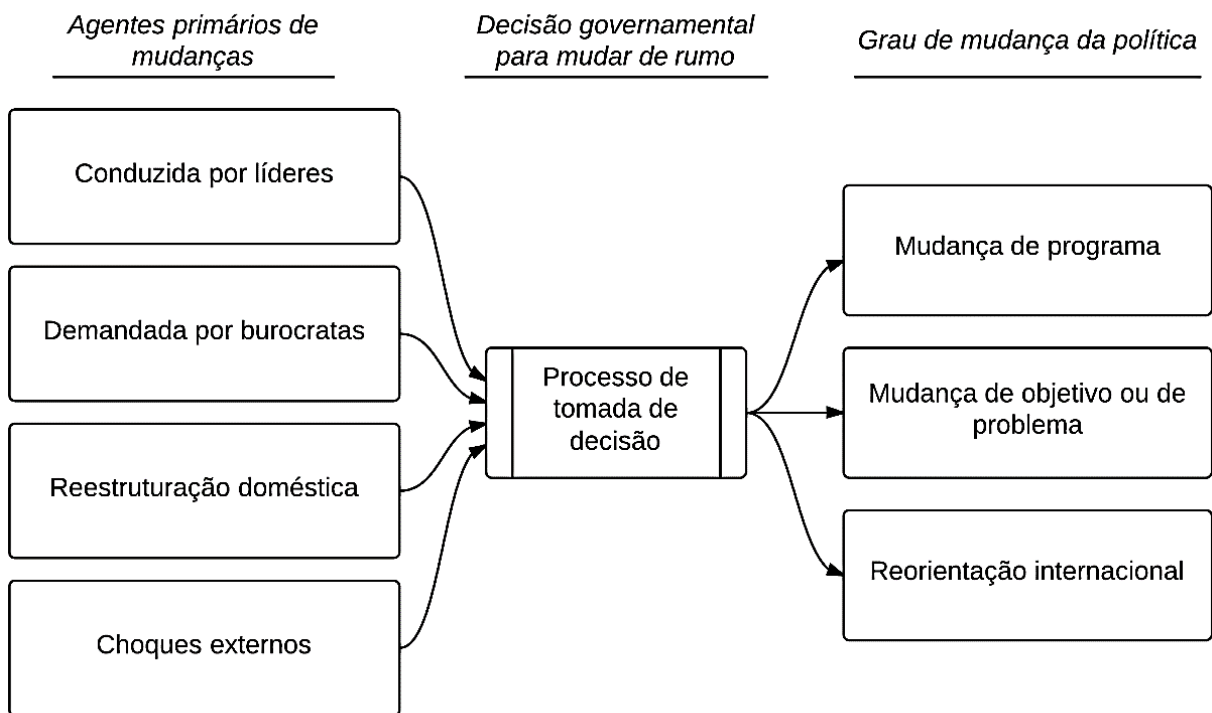 Agentes primários de
mudanças
Decisão governamental
para mudar de rumo
Grau de mudança da política
Conduzida por líderes
Demandada por burocratas
Reestruturação doméstica
Choques externos
Processo de
tomada de
decisão
Mudança de programa
Mudança de objetivo ou de
problema
Reorientação internacional